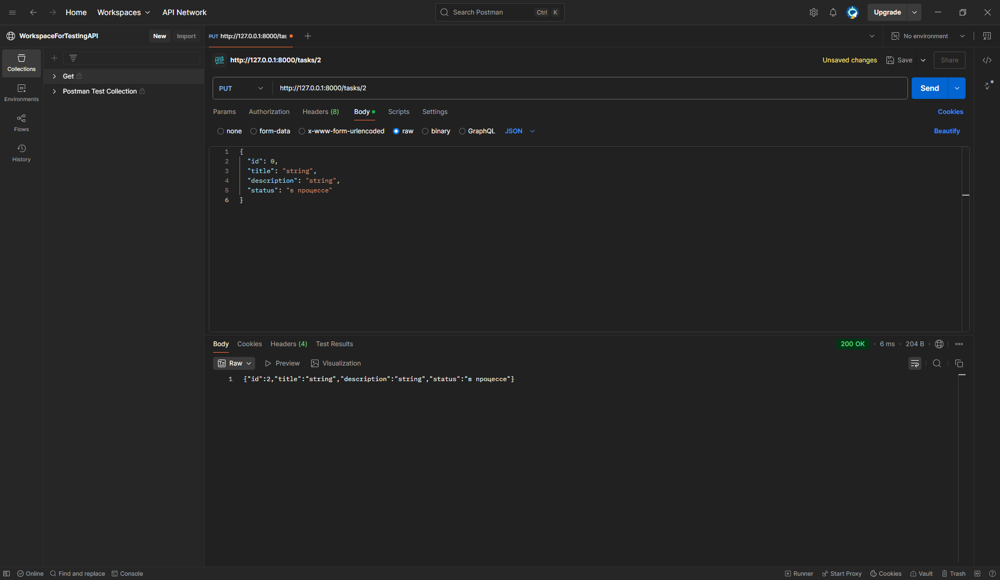 Home Workspaces API Network Search Postman Ctrl K Upgrade
WorkspaceForTestingAPI New Import PUT http://127.0.0.1:8000/tas No environment
Collections
Environments
Flows
History
Get
Postman Test Collection
HTTP http://127.0.0.1:8000/tasks/2 Unsaved changes Save Share
PUT http://127.0.0.1:8000/tasks/2 Send
Params Authorization Headers (8) Body Scripts Settings Cookies
none form-data x-www-form-urlencoded raw binary GraphQL JSON Beautify
1 {
2 "id": 0,
3 "title": "string",
4 "description": "string",
5 "status": "в процессе"
6 }
Body Cookies Headers (4) Test Results 200 OK • 6 ms • 204 B
Raw Preview Visualization
1 {"id":2,"title":"string","description":"string","status":"в процессе"}
Online Find and replace Console Runner Start Proxy Cookies Vault Trash